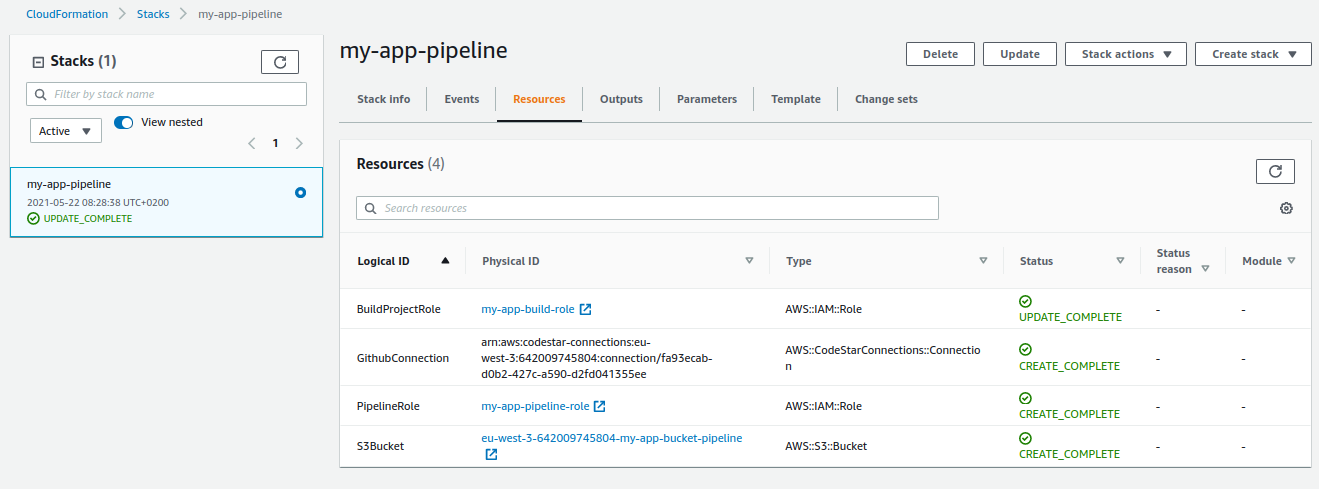 CloudFormation > Stacks > my-app-pipeline
Stacks (1)
Filter by stack name
Active
View nested
1
my-app-pipeline
2021-05-22 08:28:38 UTC+0200
UPDATE_COMPLETE
my-app-pipeline
Delete
Update
Stack actions
Create stack
Stack info
Events
Resources
Outputs
Parameters
Template
Change sets
Resources (4)
Search resources
Logical ID
Physical ID
Type
Status
Status
reason
Module
BuildProjectRole
my-app-build-role
AWS::IAM::Role
UPDATE_COMPLETE
-
-
GithubConnection
arn:aws:codestar-connections:eu-
west-3:642009745804:connection/fa93ecab-
d0b2-427c-a590-d2fd041355ee
AWS::CodeStarConnections::Connectio
n
CREATE_COMPLETE
-
-
PipelineRole
my-app-pipeline-role
AWS::IAM::Role
CREATE_COMPLETE
-
-
S3Bucket
eu-west-3-642009745804-my-app-bucket-pipeline
AWS::S3::Bucket
CREATE_COMPLETE
-
-